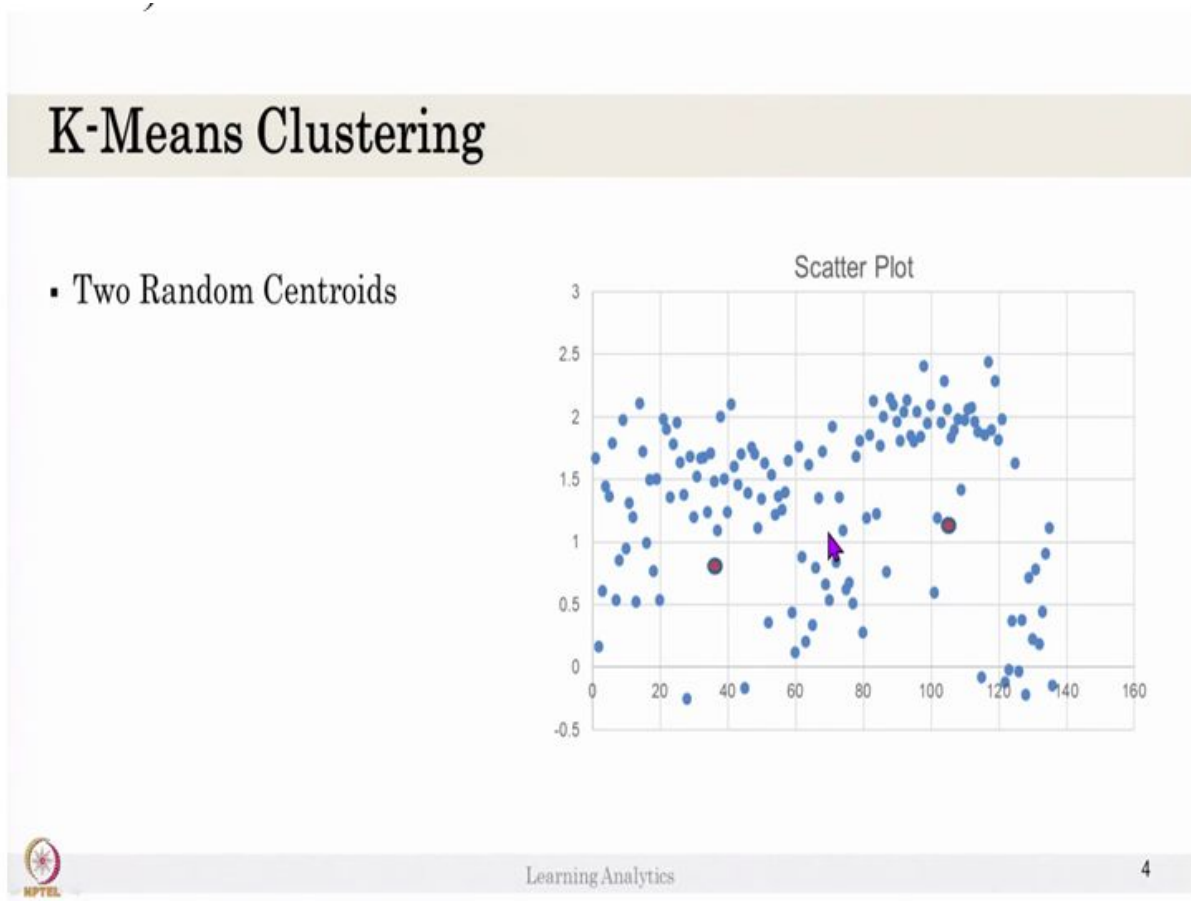 K-Means Clustering
▪ Two Random Centroids
Scatter Plot
3
2.5
2
1.5
1
0.5
0
-0.5
0 20 40 60 80 100 120 140 160
NPTEL
Learning Analytics
4